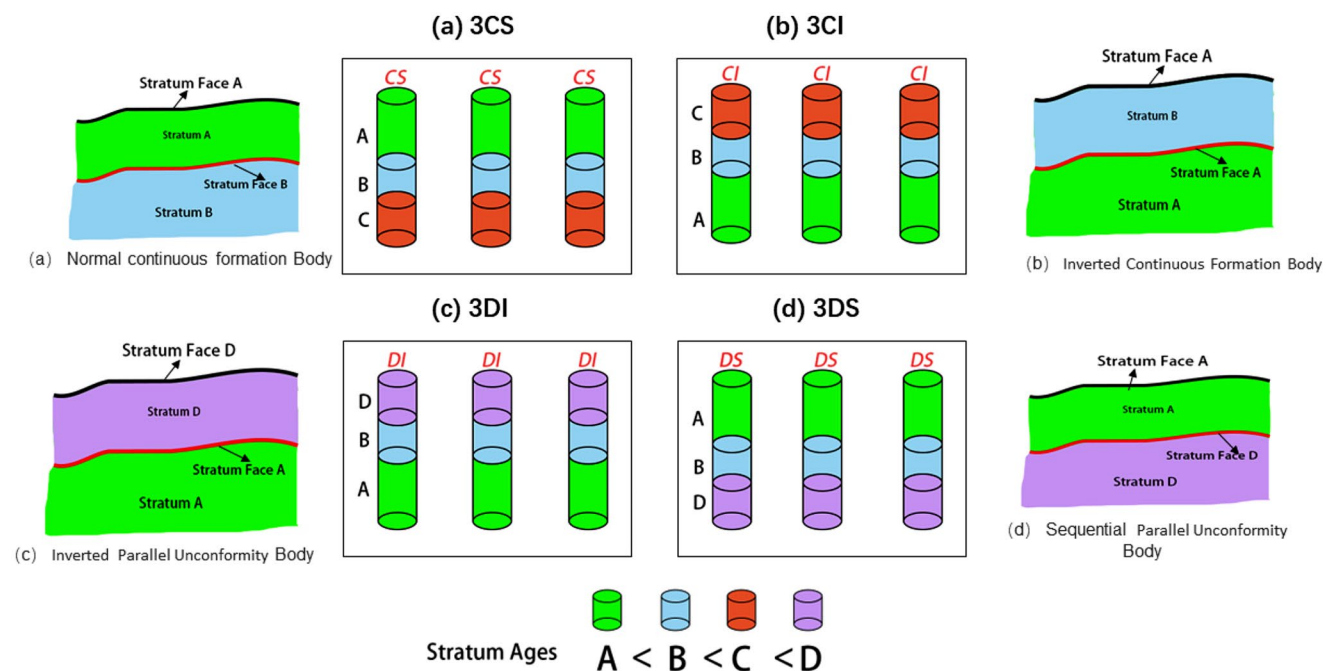 (a) 3CS
(b) 3CI
Stratum Face A
Stratum A
Stratum Face B
Stratum B
(a) Normal continuous formation Body
CS CS CS
A
B
C
CI CI CI
C
B
A
Stratum Face A
Stratum B
Stratum Face A
Stratum A
(b) Inverted Continuous Formation Body
(c) 3DI
(d) 3DS
Stratum Face D
Stratum D
Stratum Face A
Stratum A
(c) Inverted Parallel Unconformity Body
DI DI DI
D
B
A
DS DS DS
A
B
D
Stratum Face A
Stratum A
Stratum Face D
Stratum D
(d) Sequential Parallel Unconformity
Body
Stratum Ages A < B < C < D